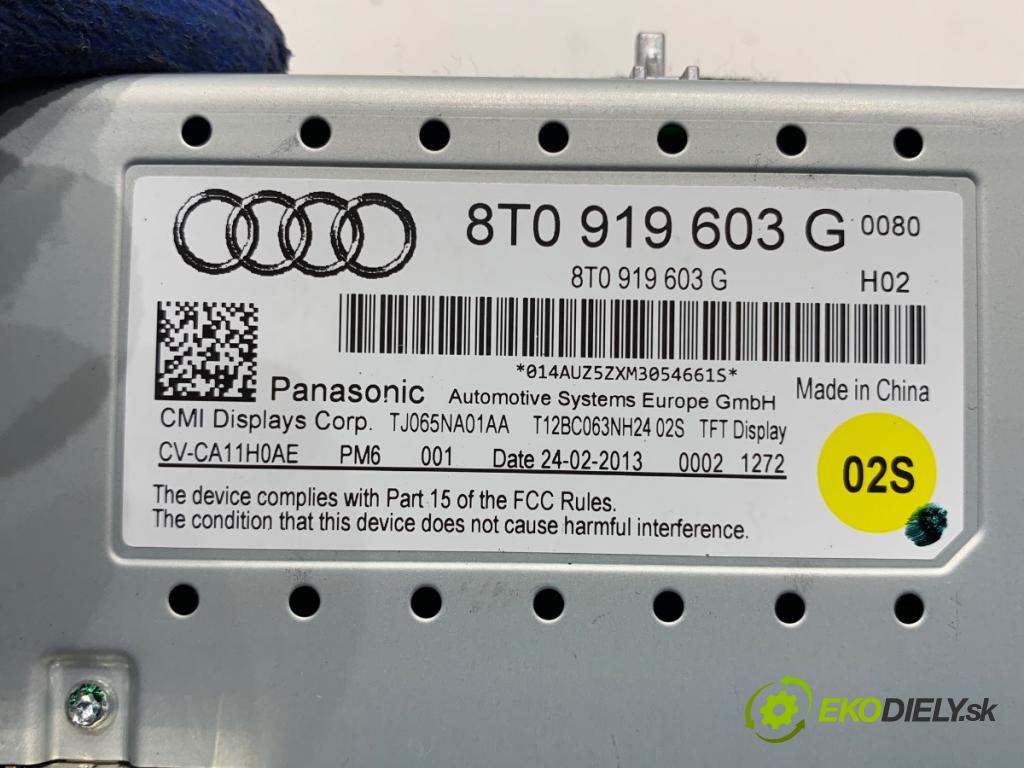 8T0 919 603 G 0080
8T0 919 603 G H02
*014AUZ5ZXM3054661S*
Panasonic Automotive Systems Europe GmbH Made in China
CMI Displays Corp. TJ065NA01AA T12BC063NH24 02S TFT Display
CV-CA11H0AE PM6 001 Date 24-02-2013 0002 1272
02S
The device complies with Part 15 of the FCC Rules.
The condition that this device does not cause harmful interference.
EKODIELY.sk